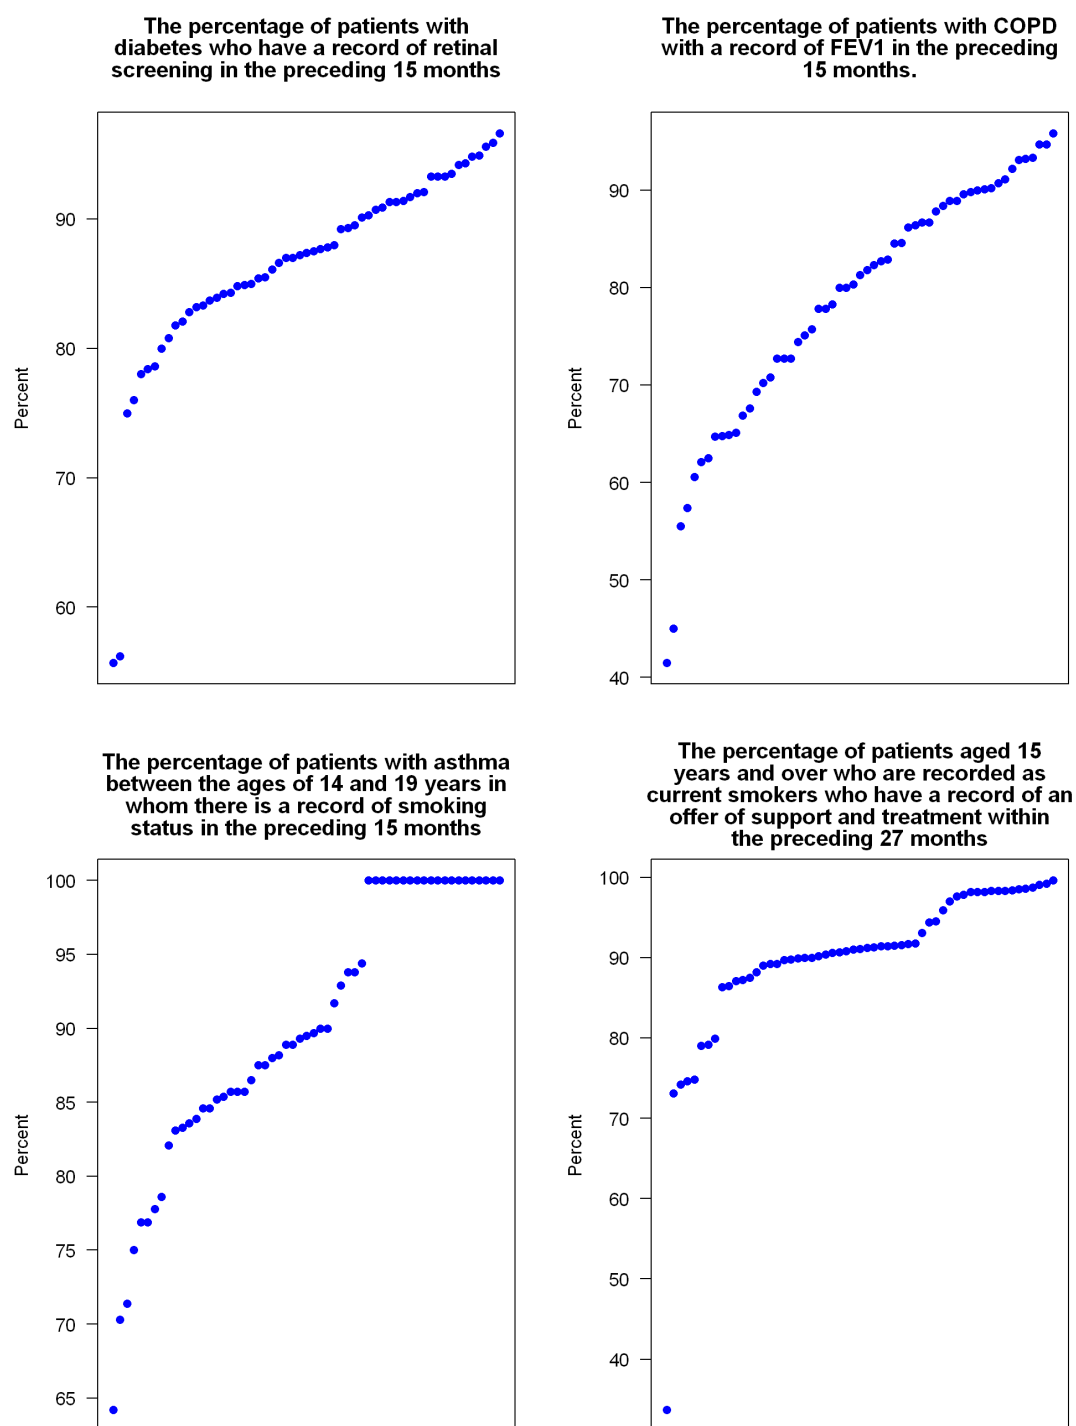 The percentage of patients with
diabetes who have a record of retinal
screening in the preceding 15 months
90
80
70
60
Percent
The percentage of patients with COPD
with a record of FEV1 in the preceding
15 months.
90
80
70
60
50
40
Percent
The percentage of patients with asthma
between the ages of 14 and 19 years in
whom there is a record of smoking
status in the preceding 15 months
100
95
90
85
80
75
70
65
Percent
The percentage of patients aged 15
years and over who are recorded as
current smokers who have a record of an
offer of support and treatment within
the preceding 27 months
100
90
80
70
60
50
40
Percent